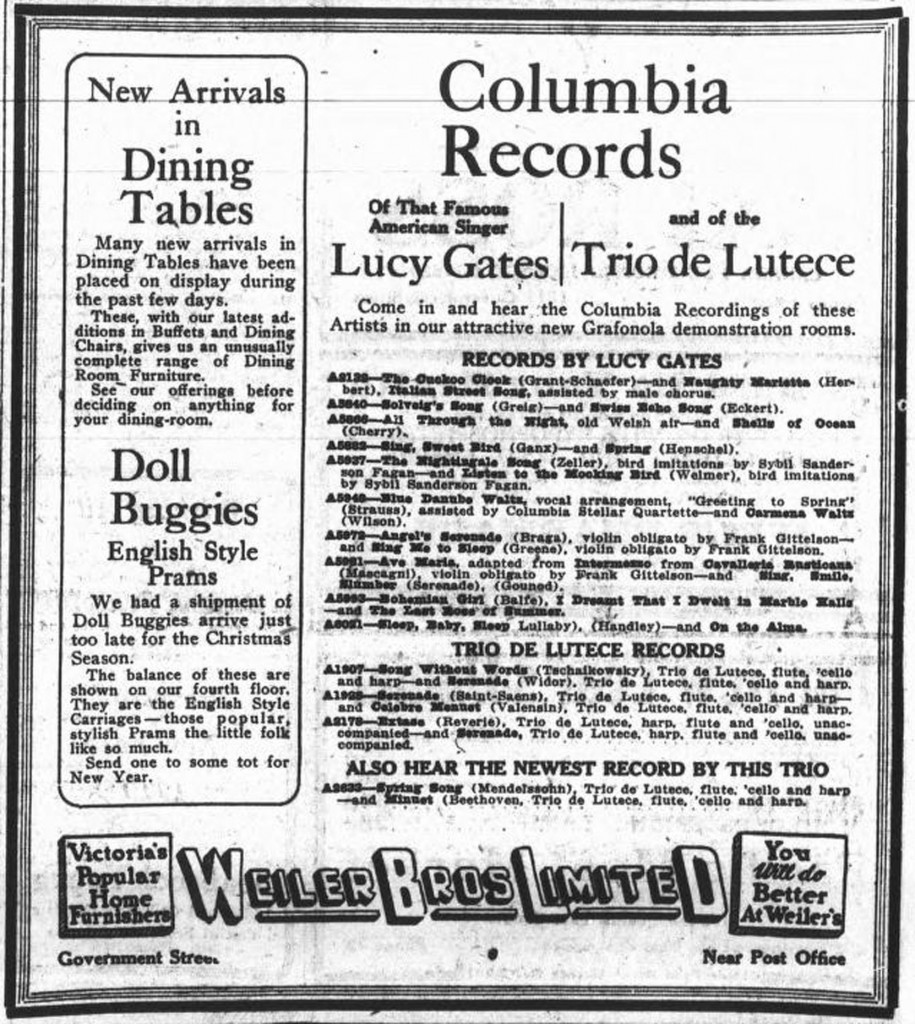 New Arrivals
in
Dining
Tables
Many new arrivals in
Dining Tables have been
placed on display during
the past few days.
These, with our latest ad-
ditions in Buffets and Dining
Chairs, gives us an unusually
complete range of Dining
Room Furniture.
See our offerings before
deciding on anything for
your dining-room.
Doll
Buggies
English Style
Prams
We had a shipment of
Doll Buggies arrive just
too late for the Christmas
Season.
The balance of these are
shown on our fourth floor.
They are the English Style
Carriages—those popular,
stylish Prams the little folk
like so much.
Send one to some tot for
New Year.
Columbia
Records
Of That Famous
American Singer
Lucy Gates
and of the
Trio de Lutece
Come in and hear the Columbia Recordings of these
Artists in our attractive new Grafonola demonstration rooms.
RECORDS BY LUCY GATES
The Cuckoo Clock (Grant-Schaefer)—and Naughty Marietta (Her-
bert), Italian Street Song, assisted by male chorus.
Solveig's Song (Greig)—and Swiss Echo Song (Eckert).
All Through the Night, old Welsh air—and Shells of Ocean
(Cherry).
Sing, Sweet Bird (Ganx)—and Spring (Henschel).
The Nightingale Song (Zeller), bird imitations by Sybil Sander-
son Fagan—and Listen to the Mocking Bird (Welmer), bird imitations
by Sybil Sanderson Fagan.
Blue Danube Waltz, vocal arrangement, "Greeting to Spring"
(Strauss), assisted by Columbia Stellar Quartette—and Carmena Waltz
(Wilson).
Angel's Serenade (Braga), violin obligato by Frank Gittelson—
and Sing Me to Sleep (Greene), violin obligato by Frank Gittelson.
Ave Maria, adapted from Intermezzo from Cavalleria Rusticana
(Mascagni), violin obligato by Frank Gittelson—and Sing, Smile,
Slumber (Serenade), (Gounod).
Bohemian Girl (Balfe), I Dreamt That I Dwelt in Marble Halls
—and The Last Rose of Summer.
Sleep, Baby, Sleep Lullaby), (Handley)—and On the Alma.
TRIO DE LUTECE RECORDS
A1907—Song Without Words (Tschaikowsky), Trio de Lutece, flute, 'cello
and harp—and Serenade (Widor), Trio de Lutece, flute, 'cello and harp.
Serenade (Saint-Saens), Trio de Lutece, flute, 'cello and harp—
and Celebre Menuet (Valensin), Trio de Lutece, flute, 'cello and harp.
Extase (Reverie), Trio de Lutece, harp, flute and 'cello, unac-
companied—and Serenade, Trio de Lutece, harp, flute and 'cello, unac-
companied.
ALSO HEAR THE NEWEST RECORD BY THIS TRIO
Spring Song (Mendelssohn), Trio de Lutece, flute, 'cello and harp
—and Minuet (Beethoven, Trio de Lutece, flute, 'cello and harp.
Victoria's
Popular
Home
Furnishers
WEILER BROS LIMITED
You
Will do
Better
At Weiler's
Government Street
Near Post Office